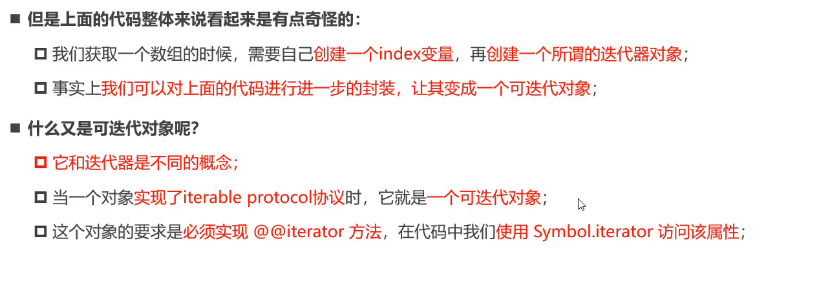 但是上面的代码整体来说看起来是有点奇怪的：
我们获取一个数组的时候，需要自己创建一个index变量，再创建一个所谓的迭代器对象；
事实上我们可以对上面的代码进行进一步的封装，让其变成一个可迭代对象；
什么又是可迭代对象呢？
它和迭代器是不同的概念；
当一个对象实现了iterable protocol协议时，它就是一个可迭代对象；
这个对象的要求是必须实现 @@iterator 方法，在代码中我们使用 Symbol.iterator 访问该属性；